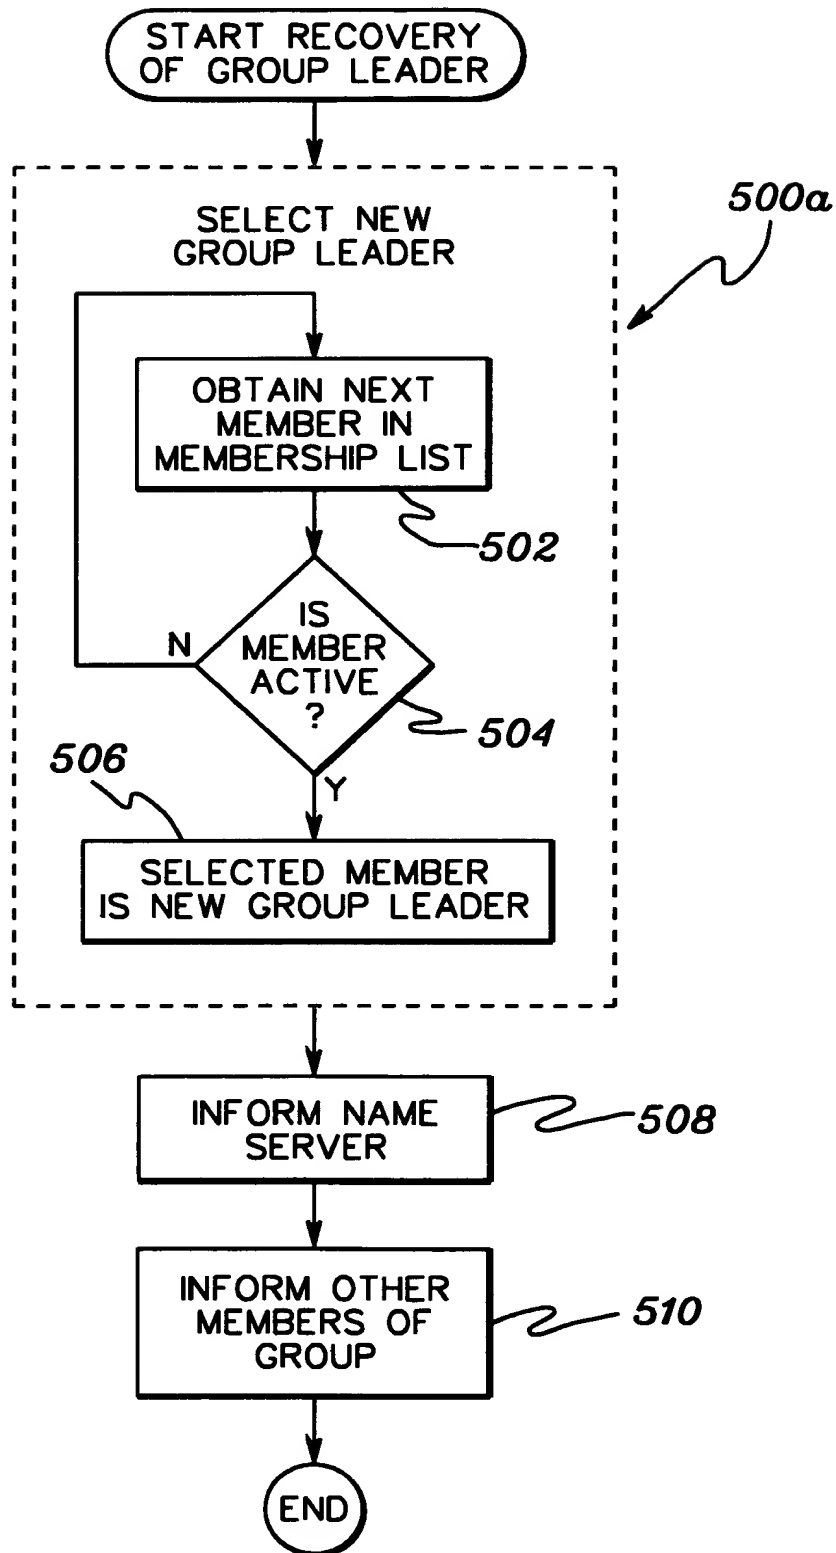 START RECOVERY
OF GROUP LEADER
500a
SELECT NEW
GROUP LEADER
OBTAIN NEXT
MEMBER IN
MEMBERSHIP LIST
502
IS
MEMBER
ACTIVE
?
N
504
Y
506
SELECTED MEMBER
IS NEW GROUP LEADER
INFORM NAME
SERVER
508
INFORM OTHER
MEMBERS OF
GROUP
510
END